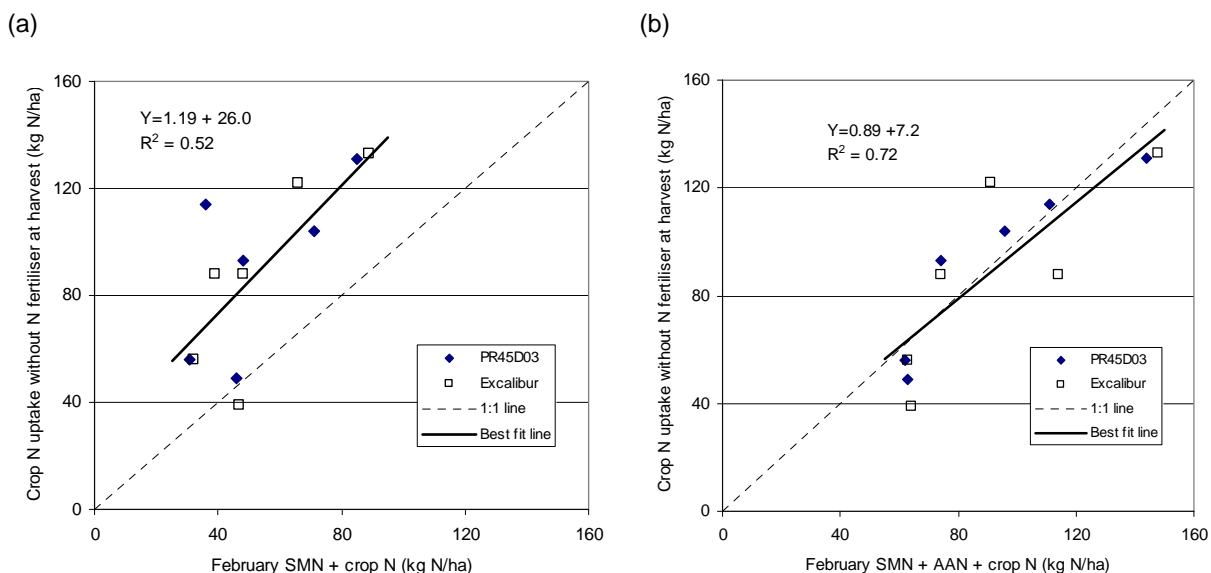 (a)
Crop N uptake without N fertiliser at harvest (kg N/ha)
160
120
80
40
0
Y=1.19 + 26.0
R² = 0.52
PR45D03
Excalibur
1:1 line
Best fit line
0 40 80 120 160
February SMN + crop N (kg N/ha)
(b)
Crop N uptake without N fertiliser at harvest (kg N/ha)
160
120
80
40
0
Y=0.89 +7.2
R² = 0.72
PR45D03
Excalibur
1:1 line
Best fit line
0 40 80 120 160
February SMN + AAN + crop N (kg N/ha)